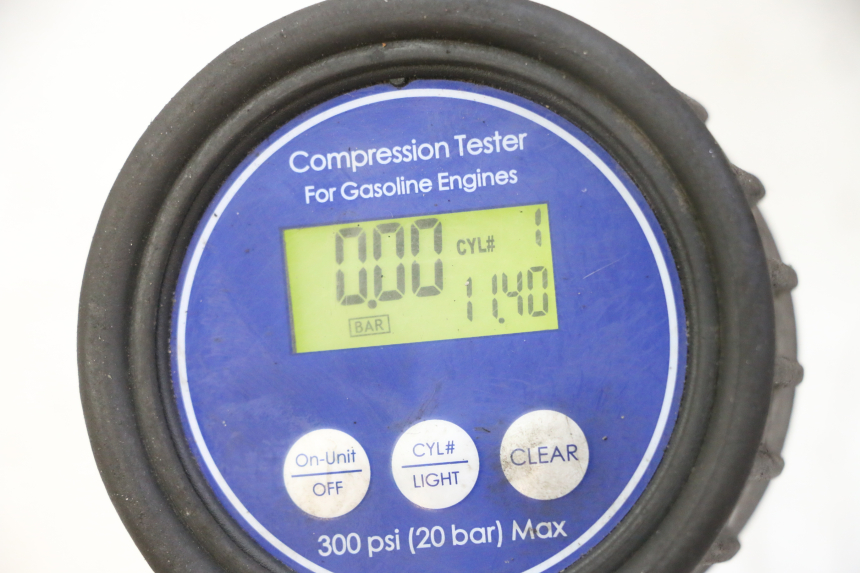 Compression Tester
For Gasoline Engines
0.00 CYL# 1
11.40
BAR
On-Unit CYL# CLEAR
OFF LIGHT
300 psi (20 bar) Max